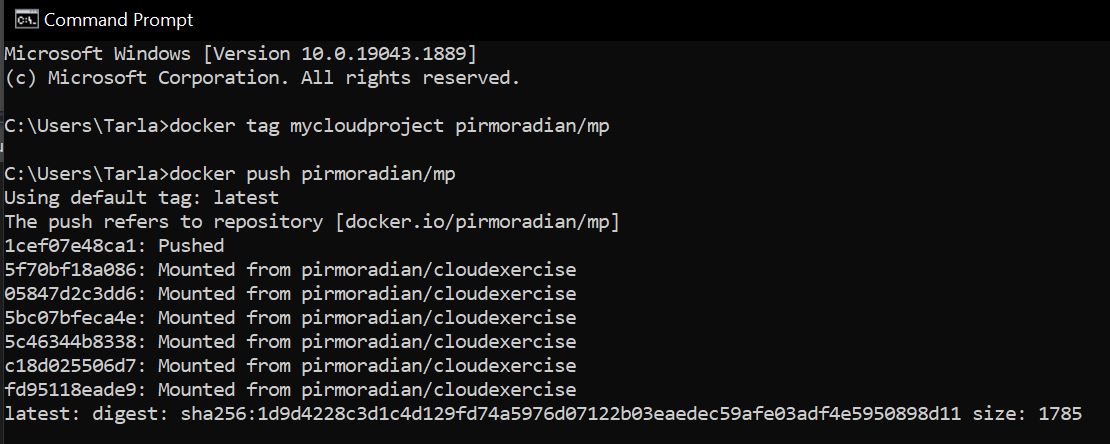 Command Prompt
Microsoft Windows [Version 10.0.19043.1889]
(c) Microsoft Corporation. All rights reserved.
C:\Users\Tarla>docker tag mycloudproject pirmoradian/mp
C:\Users\Tarla>docker push pirmoradian/mp
Using default tag: latest
The push refers to repository [docker.io/pirmoradian/mp]
1cef07e48ca1: Pushed
5f70bf18a086: Mounted from pirmoradian/cloudexercise
05847d2c3dd6: Mounted from pirmoradian/cloudexercise
5bc07bfeca4e: Mounted from pirmoradian/cloudexercise
5c46344b8338: Mounted from pirmoradian/cloudexercise
c18d025506d7: Mounted from pirmoradian/cloudexercise
fd95118eade9: Mounted from pirmoradian/cloudexercise
latest: digest: sha256:1d9d4228c3d1c4d129fd74a5976d07122b03eaedec59afe03adf4e5950898d11 size: 1785